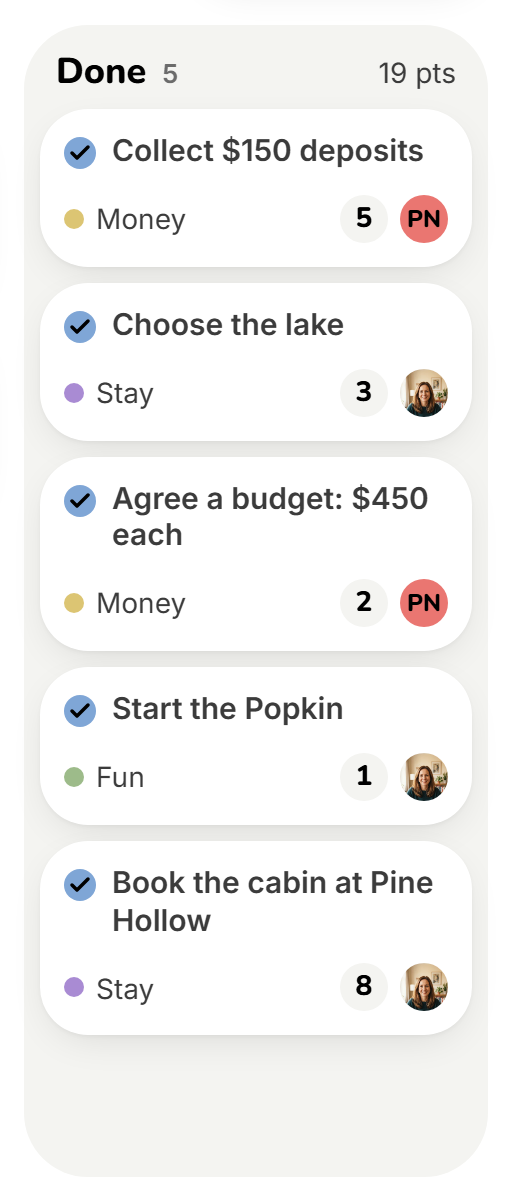 Done 5 19 pts
Collect $150 deposits
Money 5 PN
Choose the lake
Stay 3
Agree a budget: $450
each
Money 2 PN
Start the Popkin
Fun 1
Book the cabin at Pine
Hollow
Stay 8